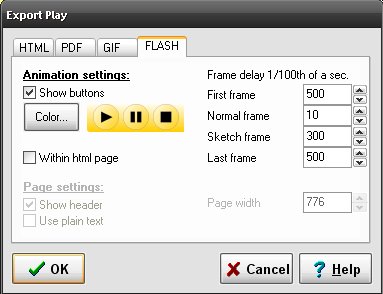 Export Play
HTML PDF GIF FLASH
Animation settings:
Show buttons
Color...
Within html page
Page settings:
Show header
Use plain text
Frame delay 1/100th of a sec.
First frame 500
Normal frame 10
Sketch frame 300
Last frame 500
Page width 776
OK Cancel ? Help